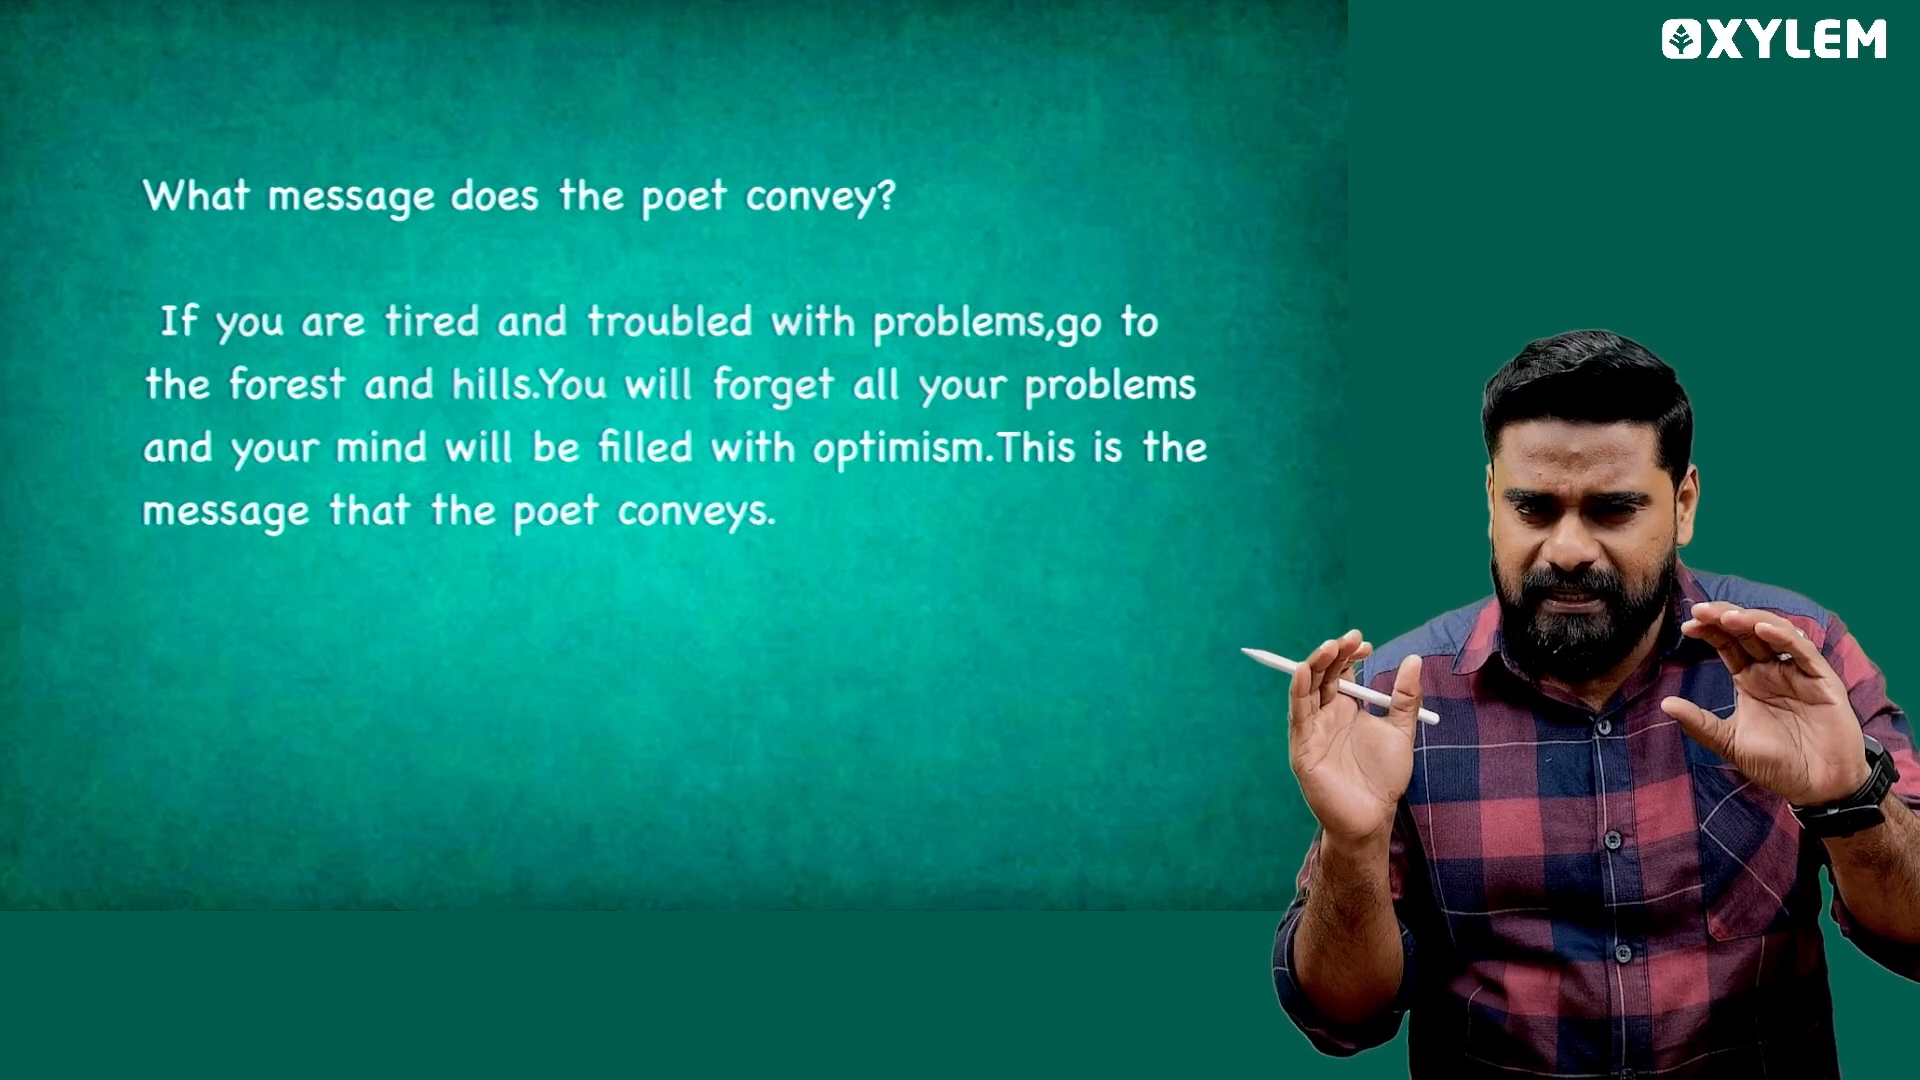 XYLEM
What message does the poet convey?
If you are tired and troubled with problems,go to
the forest and hills.You will forget all your problems
and your mind will be filled with optimism.This is the
message that the poet conveys.